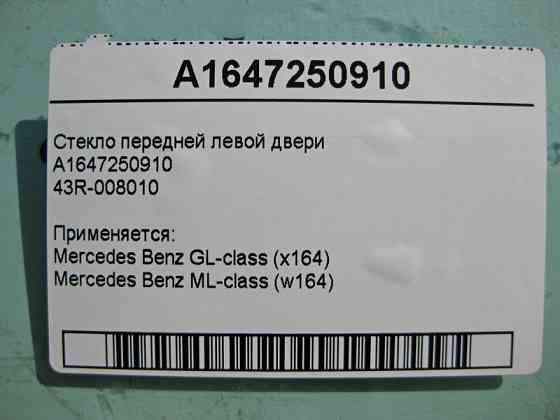 A1647250910
Стекло передней левой двери
A1647250910
43R-008010
Применяется:
Mercedes Benz GL-class (x164)
Mercedes Benz ML-class (w164)